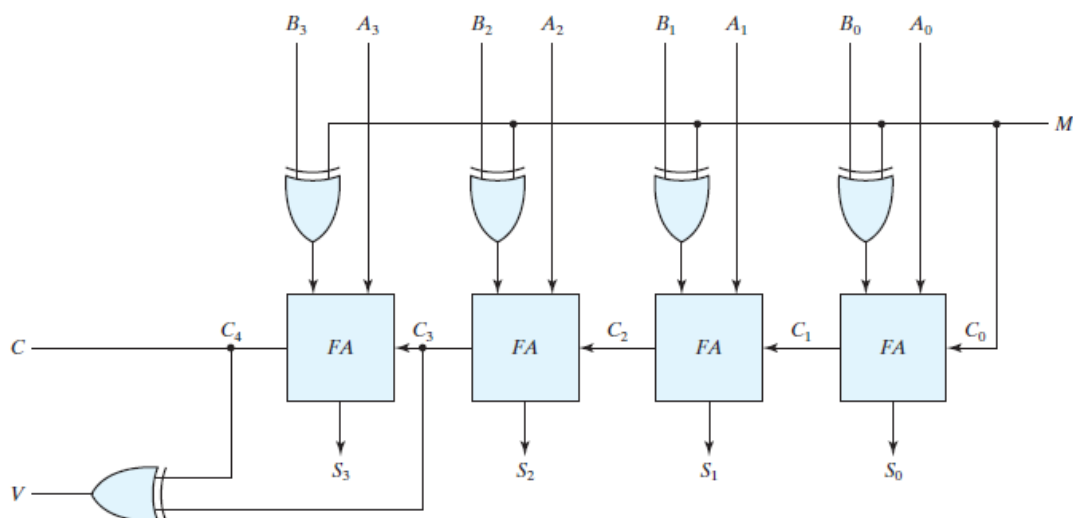 B₃ A₃ B₂ A₂ B₁ A₁ B₀ A₀
M
C₄ C₃ C₂ C₁ C₀
C FA FA FA FA
S₃ S₂ S₁ S₀
V